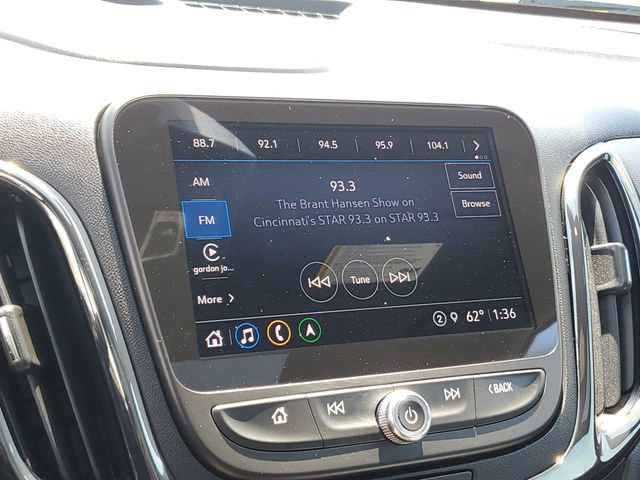 88.7 92.1 94.5 95.9 104.1
AM
93.3
Sound
The Brant Hansen Show on
Cincinnati's STAR 93.3 on STAR 93.3
Browse
FM
gordon jo...
Tune
More
2 62° 1:36
BACK